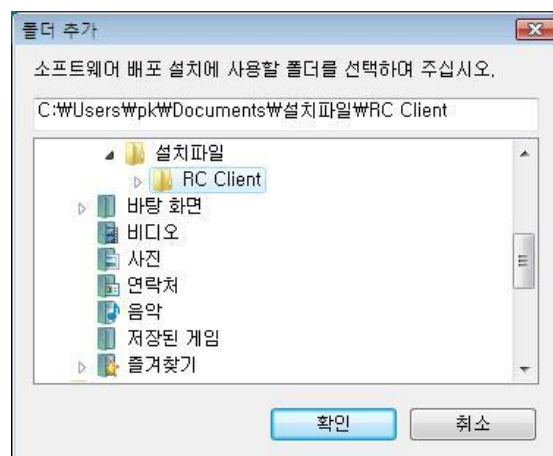 폴더 추가
소프트웨어 배포 설치에 사용할 폴더를 선택하여 주십시오.
C:₩Users₩pk₩Documents₩설치파일₩RC Client
설치파일
RC Client
바탕 화면
비디오
사진
연락처
음악
저장된 게임
즐겨찾기
확인 취소